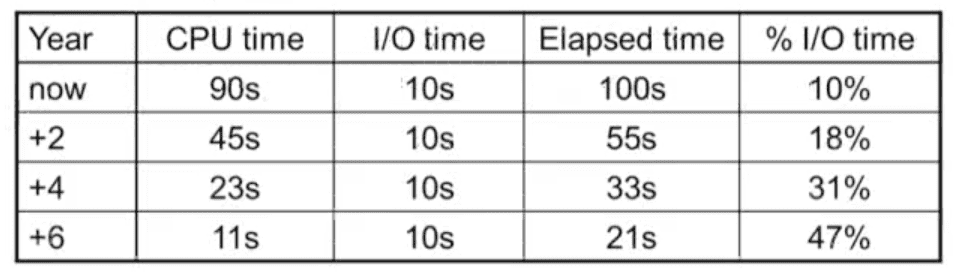 Year CPU time I/O time Elapsed time % I/O time
now 90s 10s 100s 10%
+2 45s 10s 55s 18%
+4 23s 10s 33s 31%
+6 11s 10s 21s 47%